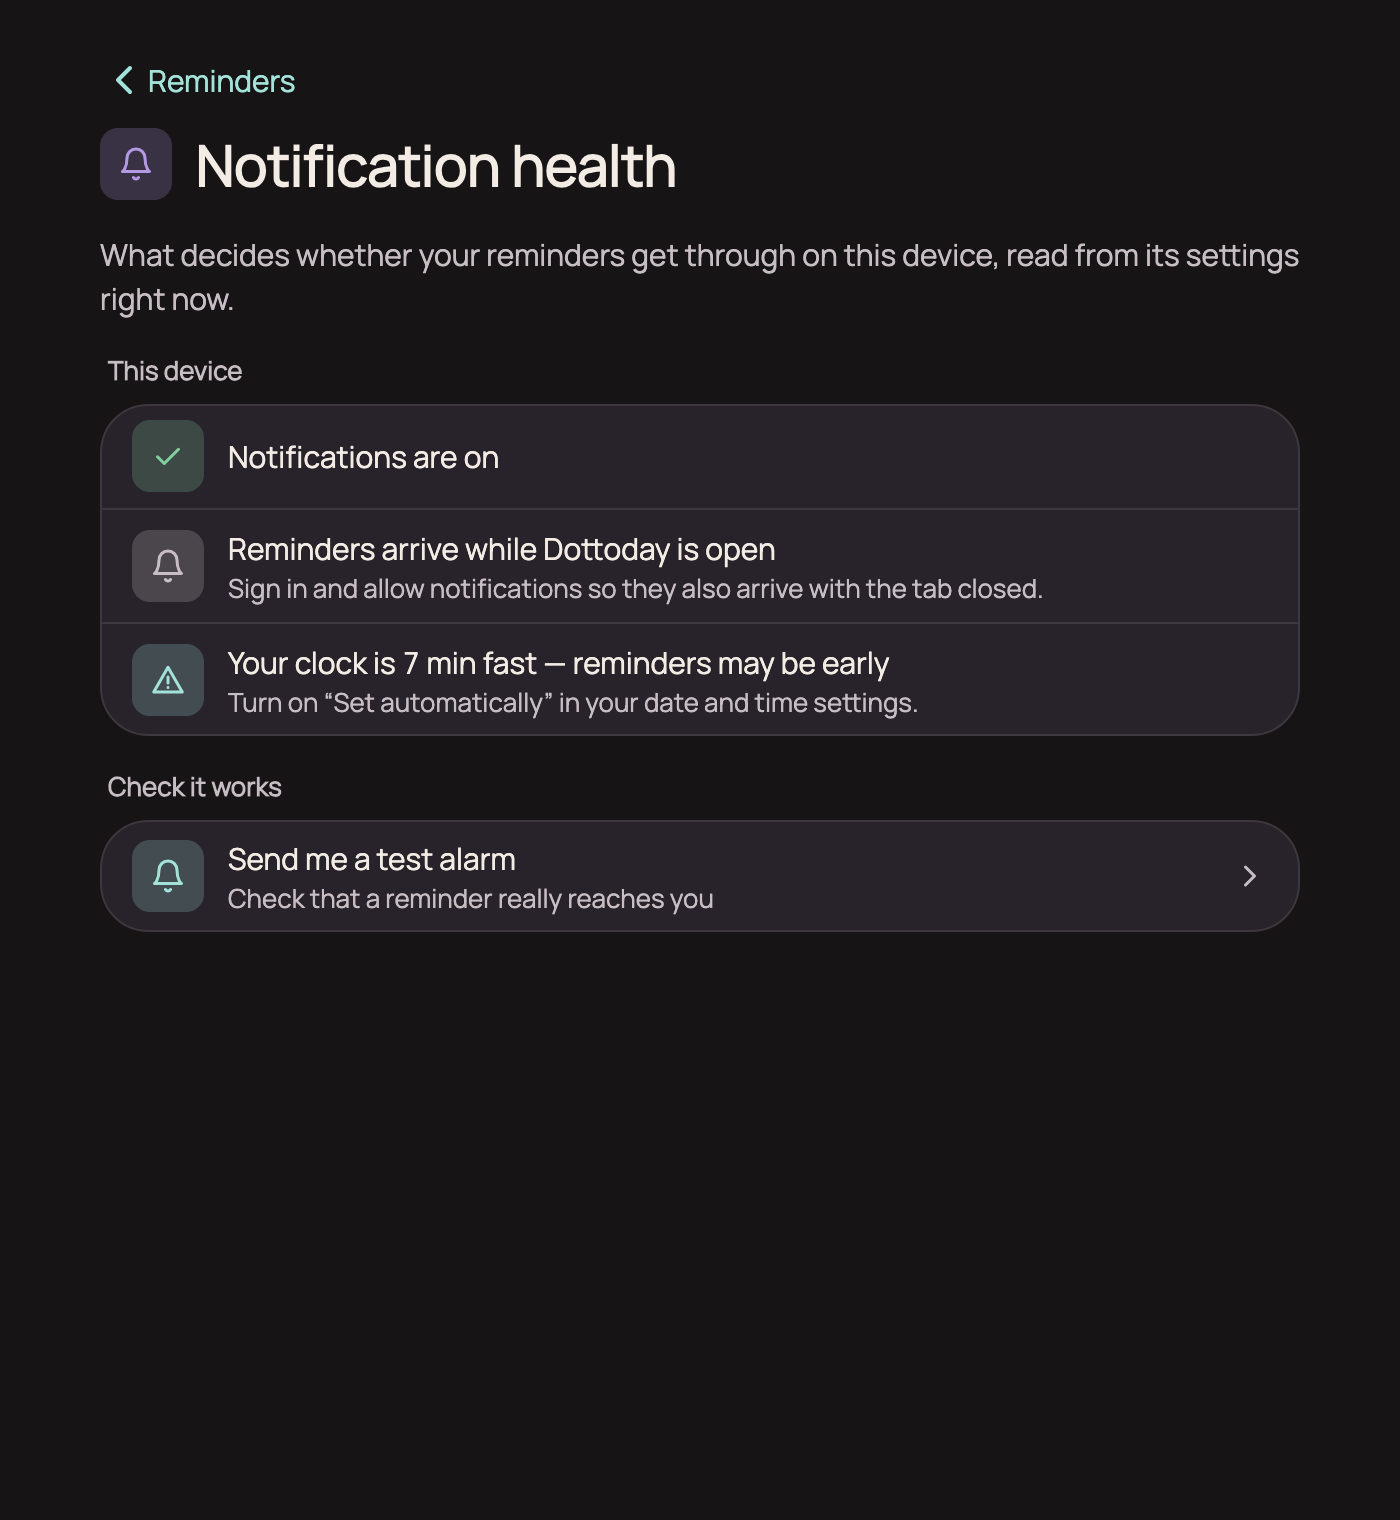 Reminders
Notification health
What decides whether your reminders get through on this device, read from its settings
right now.
This device
Notifications are on
Reminders arrive while Dottoday is open
Sign in and allow notifications so they also arrive with the tab closed.
Your clock is 7 min fast — reminders may be early
Turn on “Set automatically” in your date and time settings.
Check it works
Send me a test alarm
Check that a reminder really reaches you